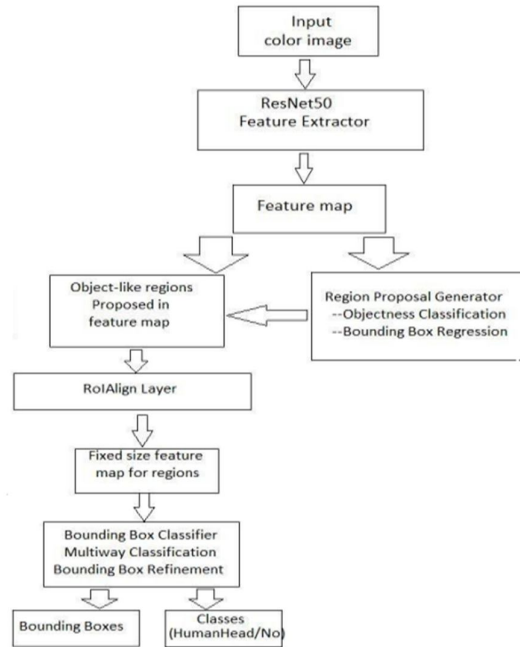 Input
color image
ResNet50
Feature Extractor
Feature map
Object-like regions
Proposed in
feature map
Region Proposal Generator
--Objectness Classification
--Bounding Box Regression
RoIAlign Layer
Fixed size feature
map for regions
Bounding Box Classifier
Multiway Classification
Bounding Box Refinement
Bounding Boxes
Classes
(HumanHead/No)